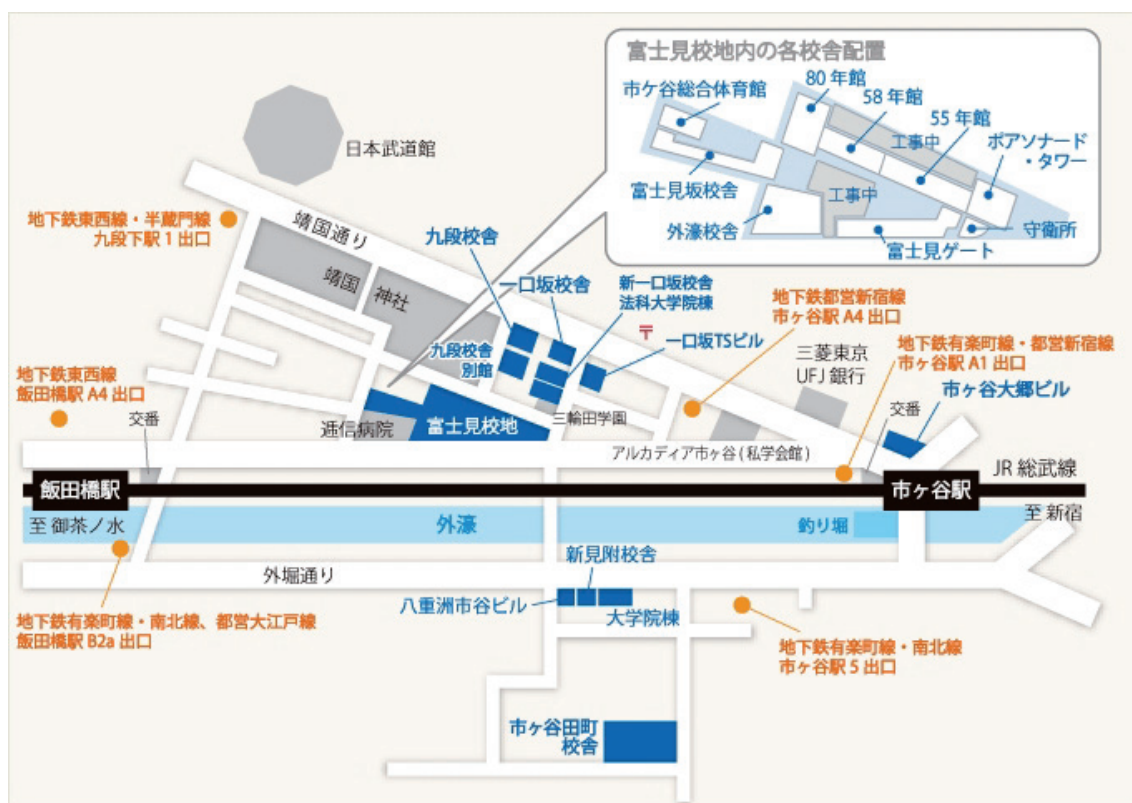 富士見校地内の各校舎配置
80年館
市ケ谷総合体育館
58年館
55年館
ボアソナード
・タワー
工事中
富士見坂校舎
工事中
外濠校舎
守衛所
富士見ゲート
日本武道館
地下鉄東西線・半蔵門線
九段下駅1出口
靖国通り
靖国
神社
九段校舎
一口坂校舎
新一口坂校舎
法科大学院棟
〒
一口坂TSビル
九段校舎
別館
地下鉄都営新宿線
市ヶ谷駅A4出口
三菱東京
UFJ銀行
地下鉄有楽町線・都営新宿線
市ヶ谷駅A1出口
市ヶ谷大郷ビル
交番
地下鉄東西線
飯田橋駅A4出口
交番
逓信病院
富士見校地
三輪田学園
アルカディア市ヶ谷(私学会館)
JR総武線
飯田橋駅
市ヶ谷駅
至御茶ノ水
外濠
釣り堀
至新宿
外堀通り
新見附校舎
八重洲市谷ビル
大学院棟
地下鉄有楽町線・南北線、都営大江戸線
飯田橋駅B2a出口
地下鉄有楽町線・南北線
市ヶ谷駅5出口
市ヶ谷田町
校舎